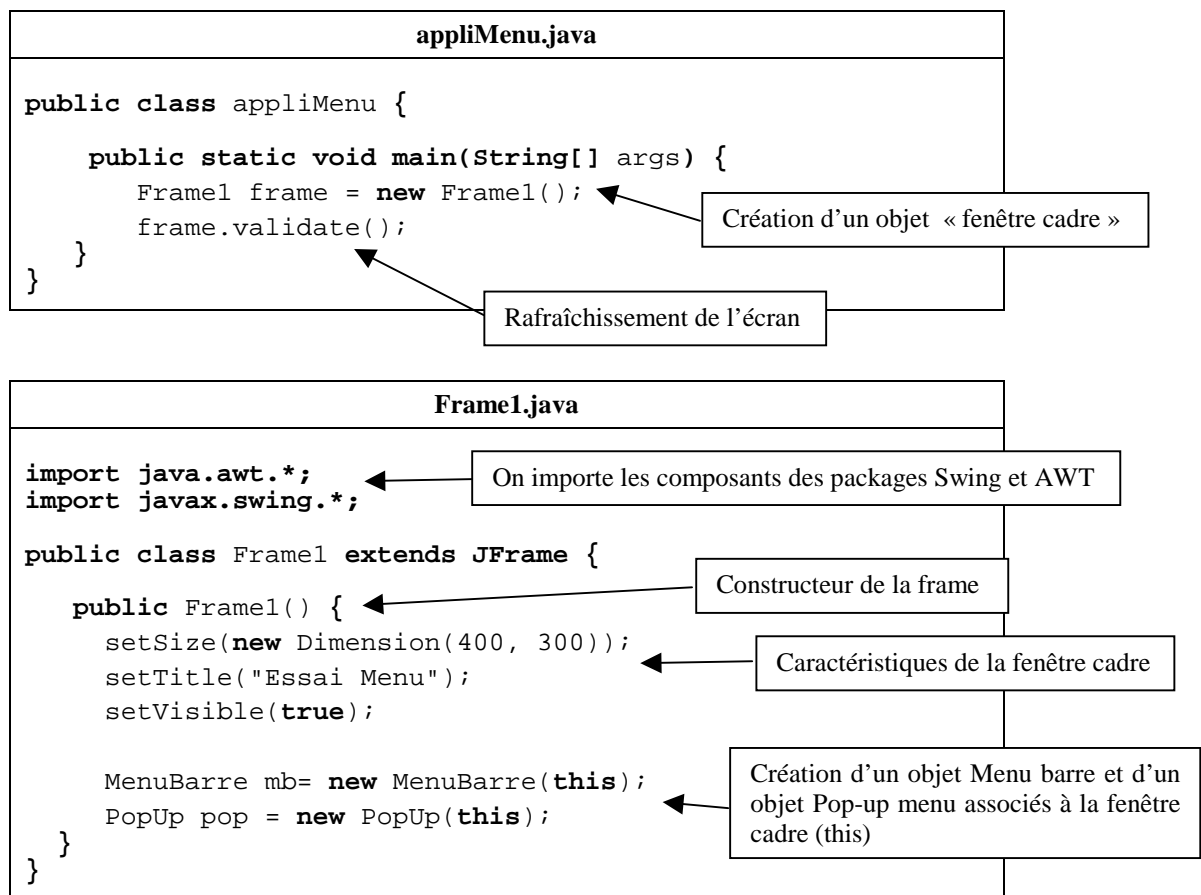 appliMenu.java
public class appliMenu {
public static void main(String[] args) {
Frame1 frame = new Frame1();
frame.validate();
}
}
Création d'un objet « fenêtre cadre »
Rafraîchissement de l'écran
Frame1.java
import java.awt.*;
import javax.swing.*;
On importe les composants des packages Swing et AWT
public class Frame1 extends JFrame {
Constructeur de la frame
public Frame1() {
setSize(new Dimension(400, 300));
setTitle("Essai Menu");
setVisible(true);
Caractéristiques de la fenêtre cadre
MenuBarre mb= new MenuBarre(this);
PopUp pop = new PopUp(this);
}
}
Création d'un objet Menu barre et d'un
objet Pop-up menu associés à la fenêtre
cadre (this)